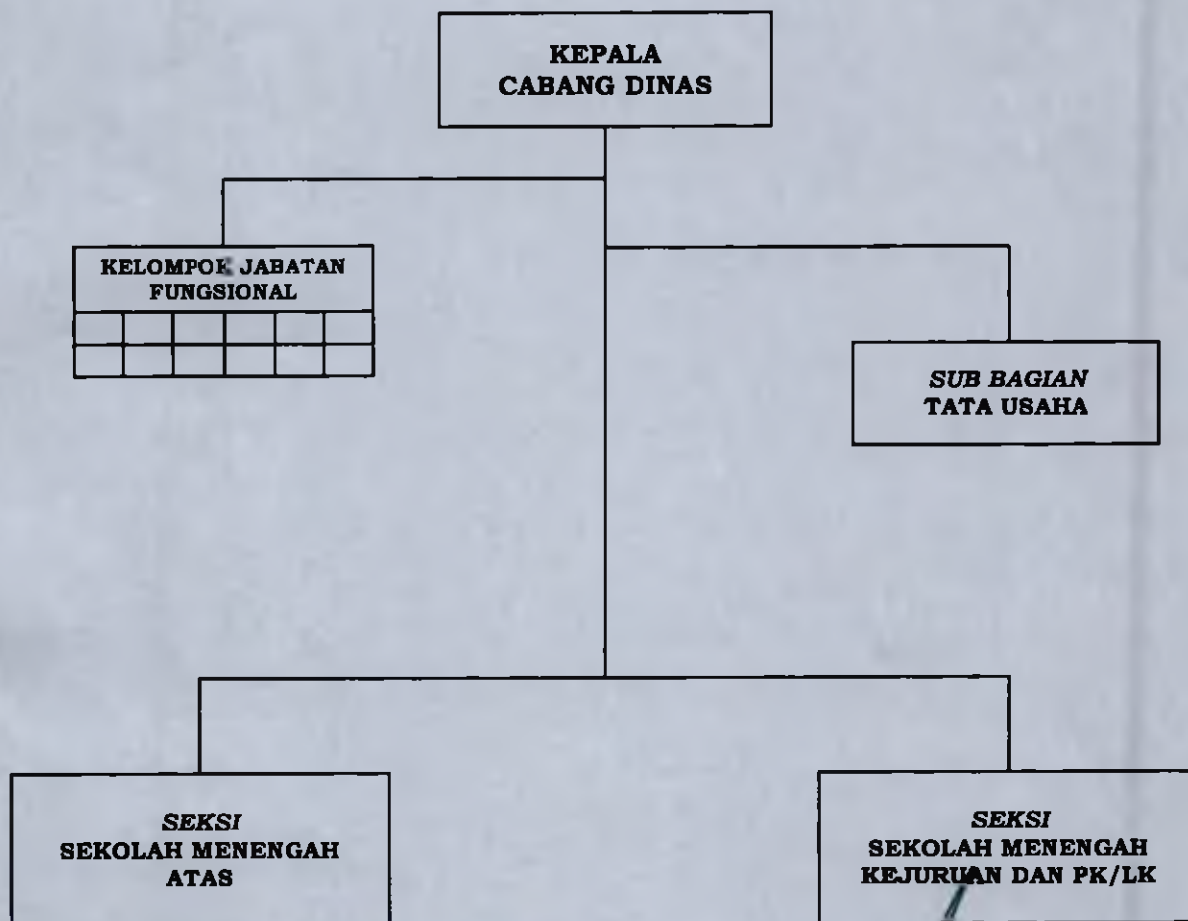 KEPALA
CABANG DINAS
KELOMPOK JABATAN
FUNGSIONAL
SUB BAGIAN
TATA USAHA
SEKSI
SEKOLAH MENENGAH
ATAS
SEKSI
SEKOLAH MENENGAH
KEJURUAN DAN PK/LK